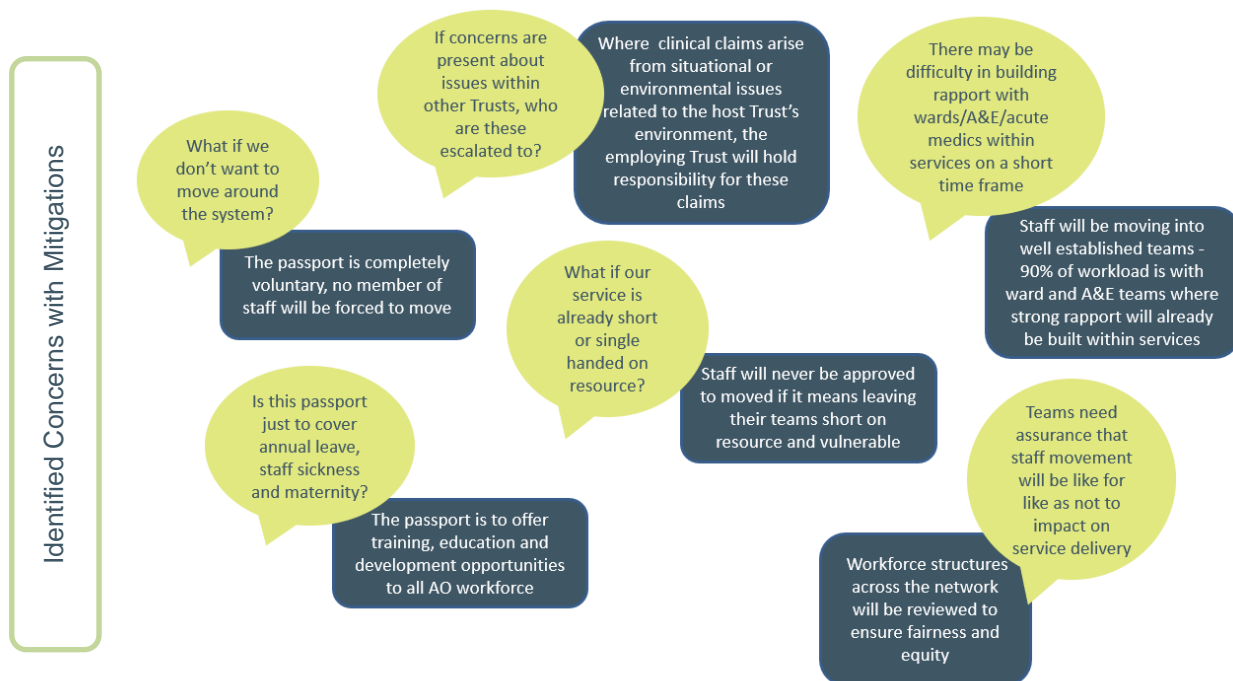 Identified Concerns with Mitigations
What if we
don't want to
move around
the system?
The passport is completely
voluntary, no member of
staff will be forced to move
If concerns are
present about
issues within
other Trusts, who
are these
escalated to?
Where  clinical claims arise
from situational or
environmental issues
related to the host Trust's
environment, the
employing Trust will hold
responsibility for these
claims
There may be
difficulty in building
rapport with
wards/A&E/acute
medics within
services on a short
time frame
Staff will be moving into
well established teams -
90% of workload is with
ward and A&E teams where
strong rapport will already
be built within services
What if our
service is
already short
or single
handed on
resource?
Staff will never be approved
to moved if it means leaving
their teams short on
resource and vulnerable
Is this passport
just to cover
annual leave,
staff sickness
and maternity?
The passport is to offer
training, education and
development opportunities
to all AO workforce
Teams need
assurance that
staff movement
will be like for
like as not to
impact on
service delivery
Workforce structures
across the network
will be reviewed to
ensure fairness and
equity